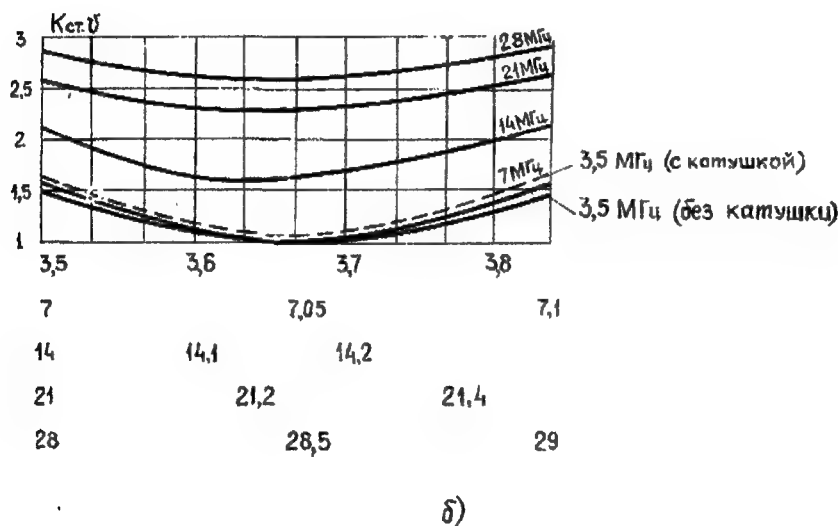 Кст.U
3
28МГц
21МГц
2,5
14МГц
2
7МГц
3,5 МГц (с катушкой)
1,5
3,5 МГц (без катушки)
1
3,5 3,6 3,7 3,8
7 7,05 7,1
14 14,1 14,2
21 21,2 21,4
28 28,5 29
б)